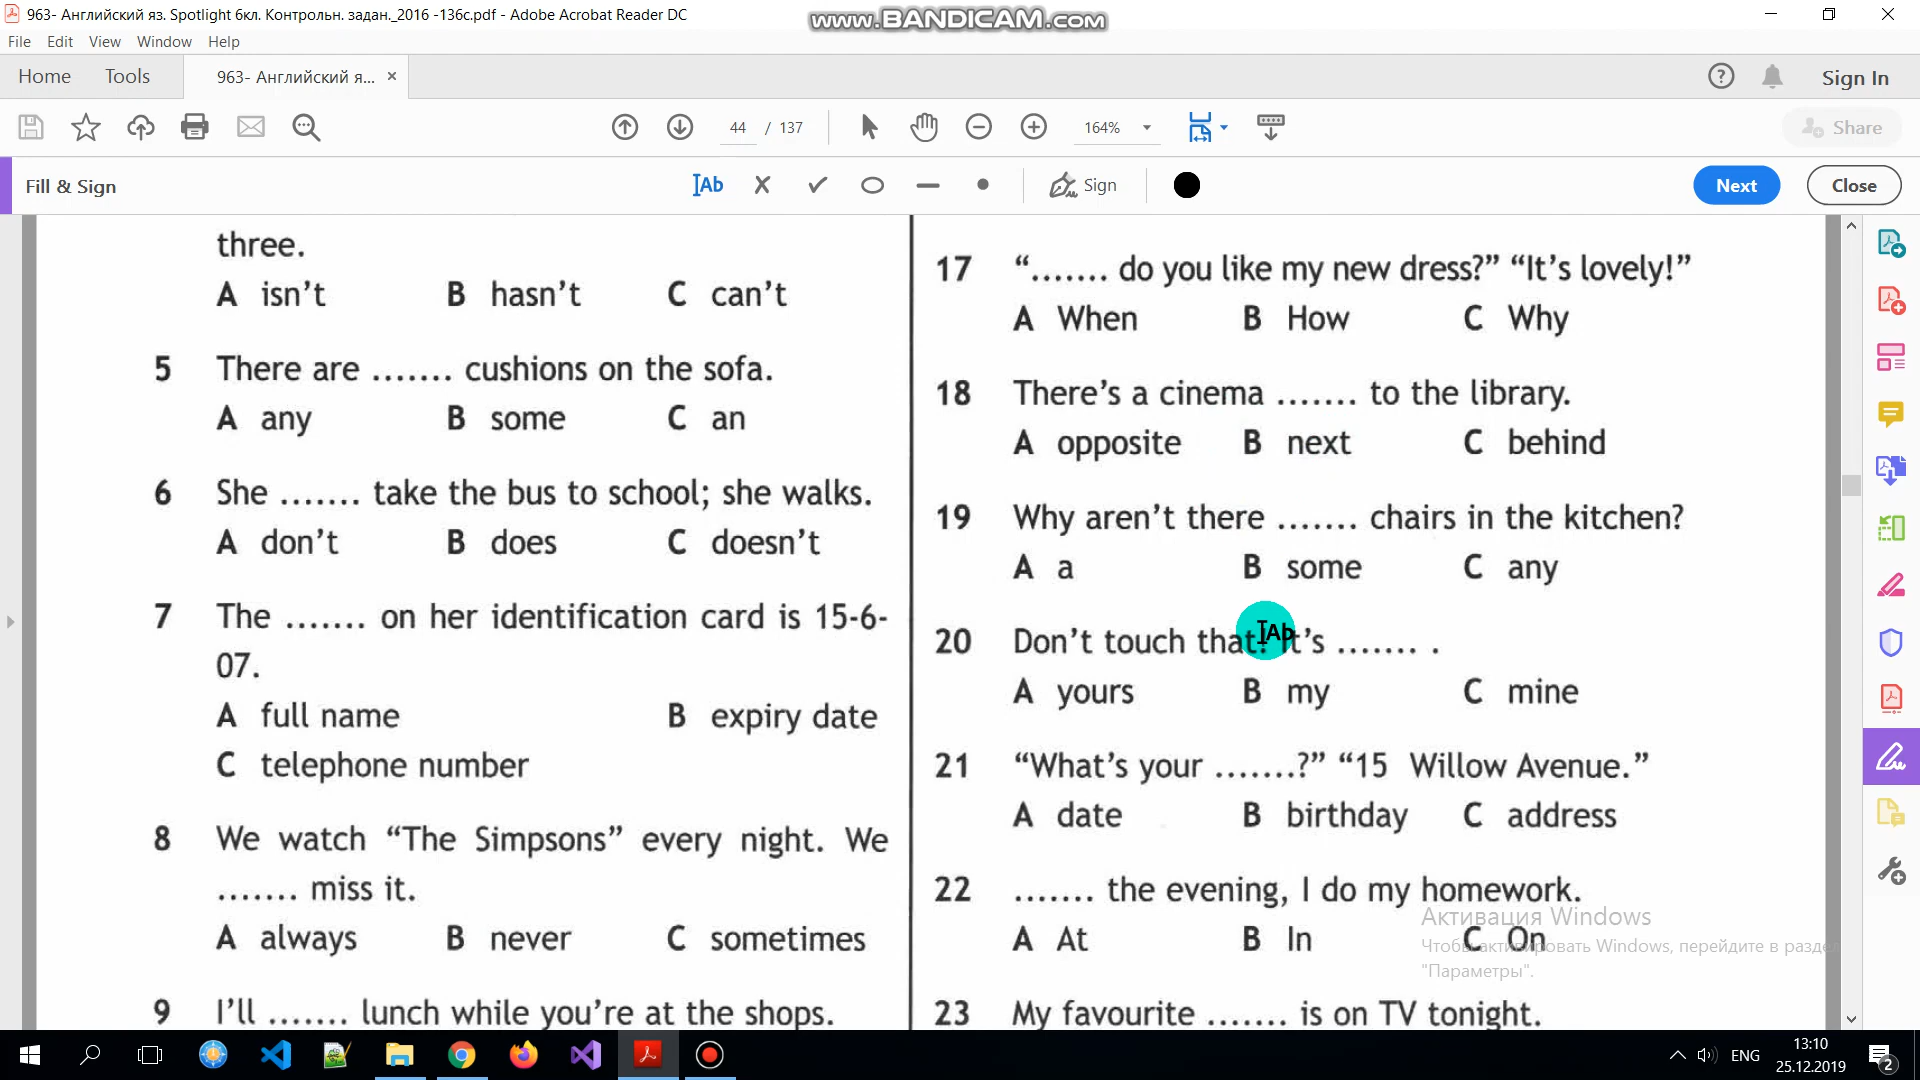 963- Английский яз. Spotlight 6кл. Контрольн. задан._2016 -136с.pdf - Adobe Acrobat Reader DC
www.BANDICAM.com
File Edit View Window Help
Home Tools 963- Английский я... × Sign In
44 / 137 164% Share
Fill & Sign Ab Sign Next Close
three.
A isn't B hasn't C can't
5 There are ....... cushions on the sofa.
A any B some C an
6 She ....... take the bus to school; she walks.
A don't B does C doesn't
7 The ....... on her identification card is 15-6-
07.
A full name B expiry date
C telephone number
8 We watch “The Simpsons” every night. We
....... miss it.
A always B never C sometimes
9 I'll ....... lunch while you're at the shops.
17 “....... do you like my new dress?” “It's lovely!”
A When B How C Why
18 There's a cinema ....... to the library.
A opposite B next C behind
19 Why aren't there ....... chairs in the kitchen?
A a B some C any
20 Don't touch that! It's ....... .
Ab
A yours B my C mine
21 “What's your .......?” “15 Willow Avenue.”
A date B birthday C address
22 ....... the evening, I do my homework.
A At B In C On
23 My favourite ....... is on TV tonight.
Активация Windows
Чтобы активировать Windows, перейдите в раздел
"Параметры".
ENG 13:10
25.12.2019 2